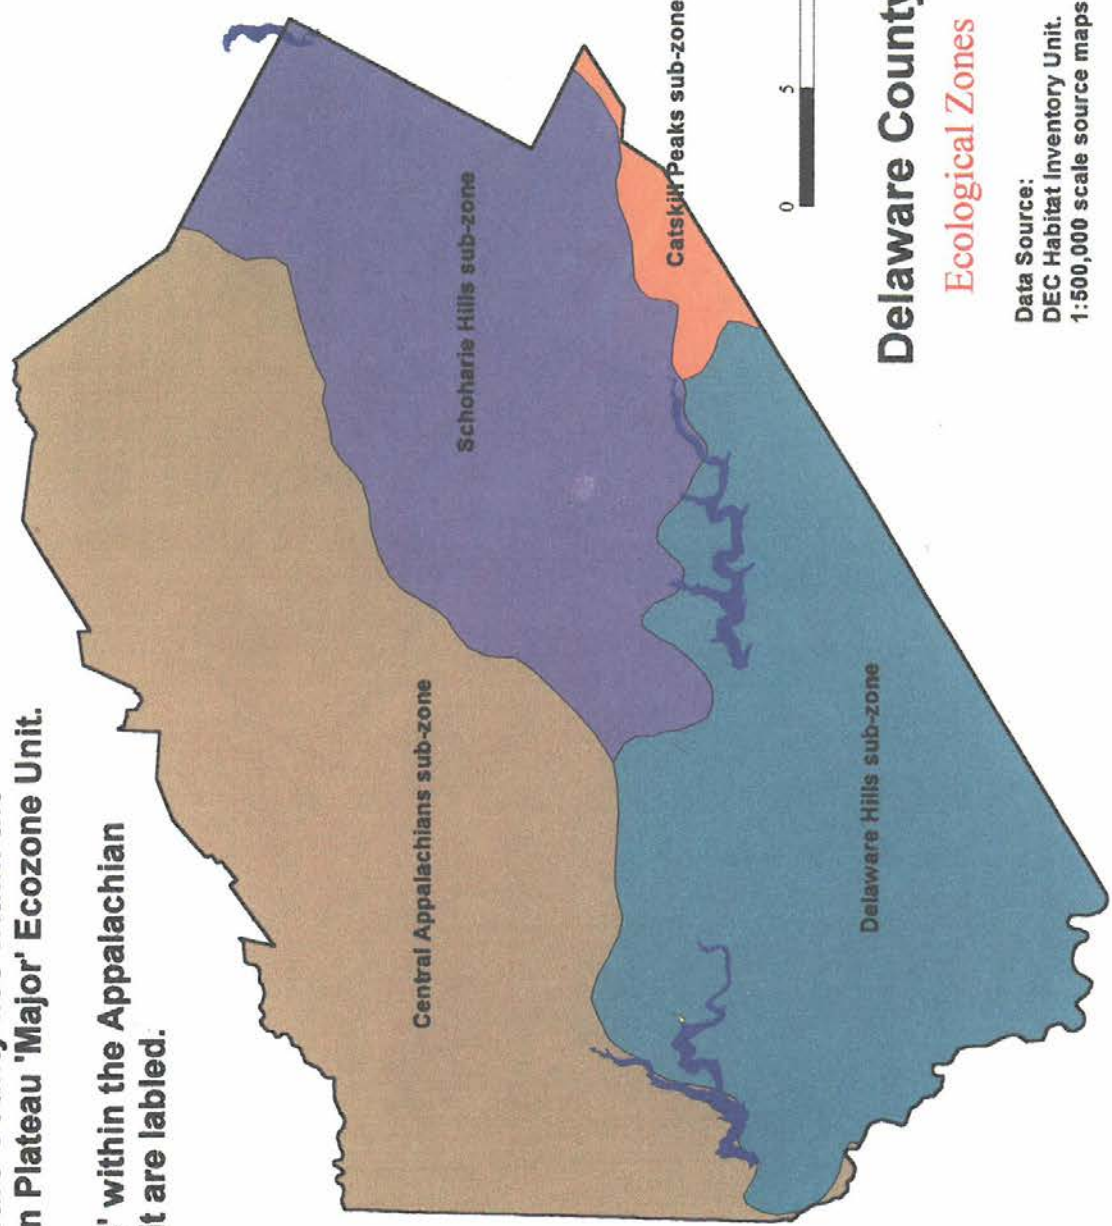 n Plateau 'Major' Ecozone Unit.
' within the Appalachian
t are labled.
Central Appalachians sub-zone
Schoharie Hills sub-zone
Catskill Peaks sub-zone
Delaware Hills sub-zone
0 5
Delaware County
Ecological Zones
Data Source:
DEC Habitat Inventory Unit.
1:500,000 scale source maps